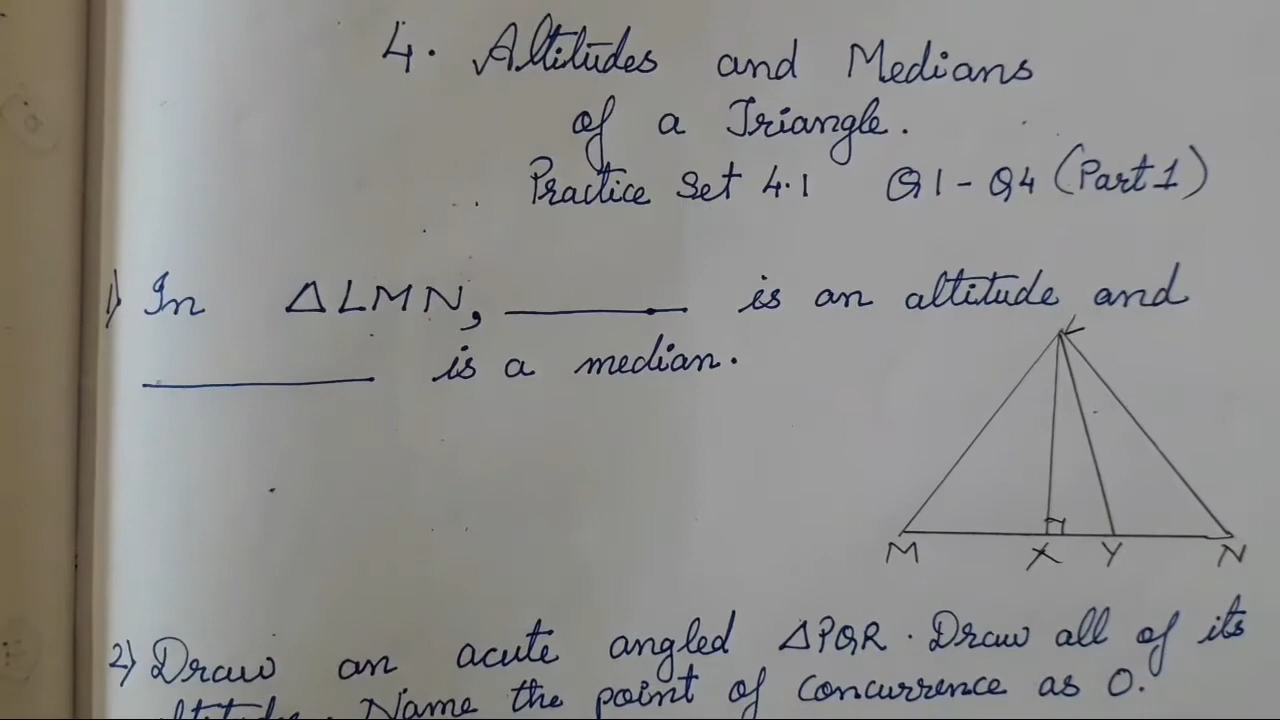 4. Altitudes and Medians
of a Triangle.
Practice Set 4.1 Q1 - Q4 (Part 1)
1) In △LMN, ________ is an altitude and
________ is a median.
L
M X Y N
2) Draw an acute angled △PQR. Draw all of its
Name the point of concurrence as O.